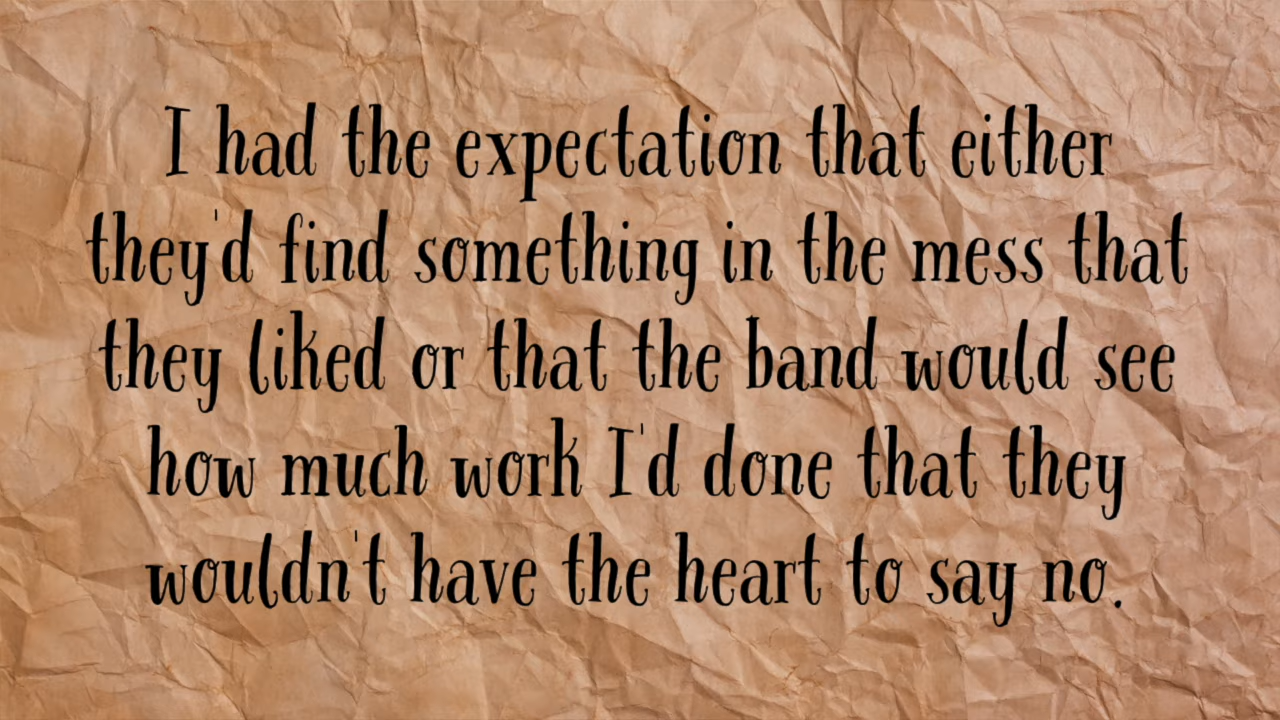 I had the expectation that either
they'd find something in the mess that
they liked or that the band would see
how much work I'd done that they
wouldn't have the heart to say no.